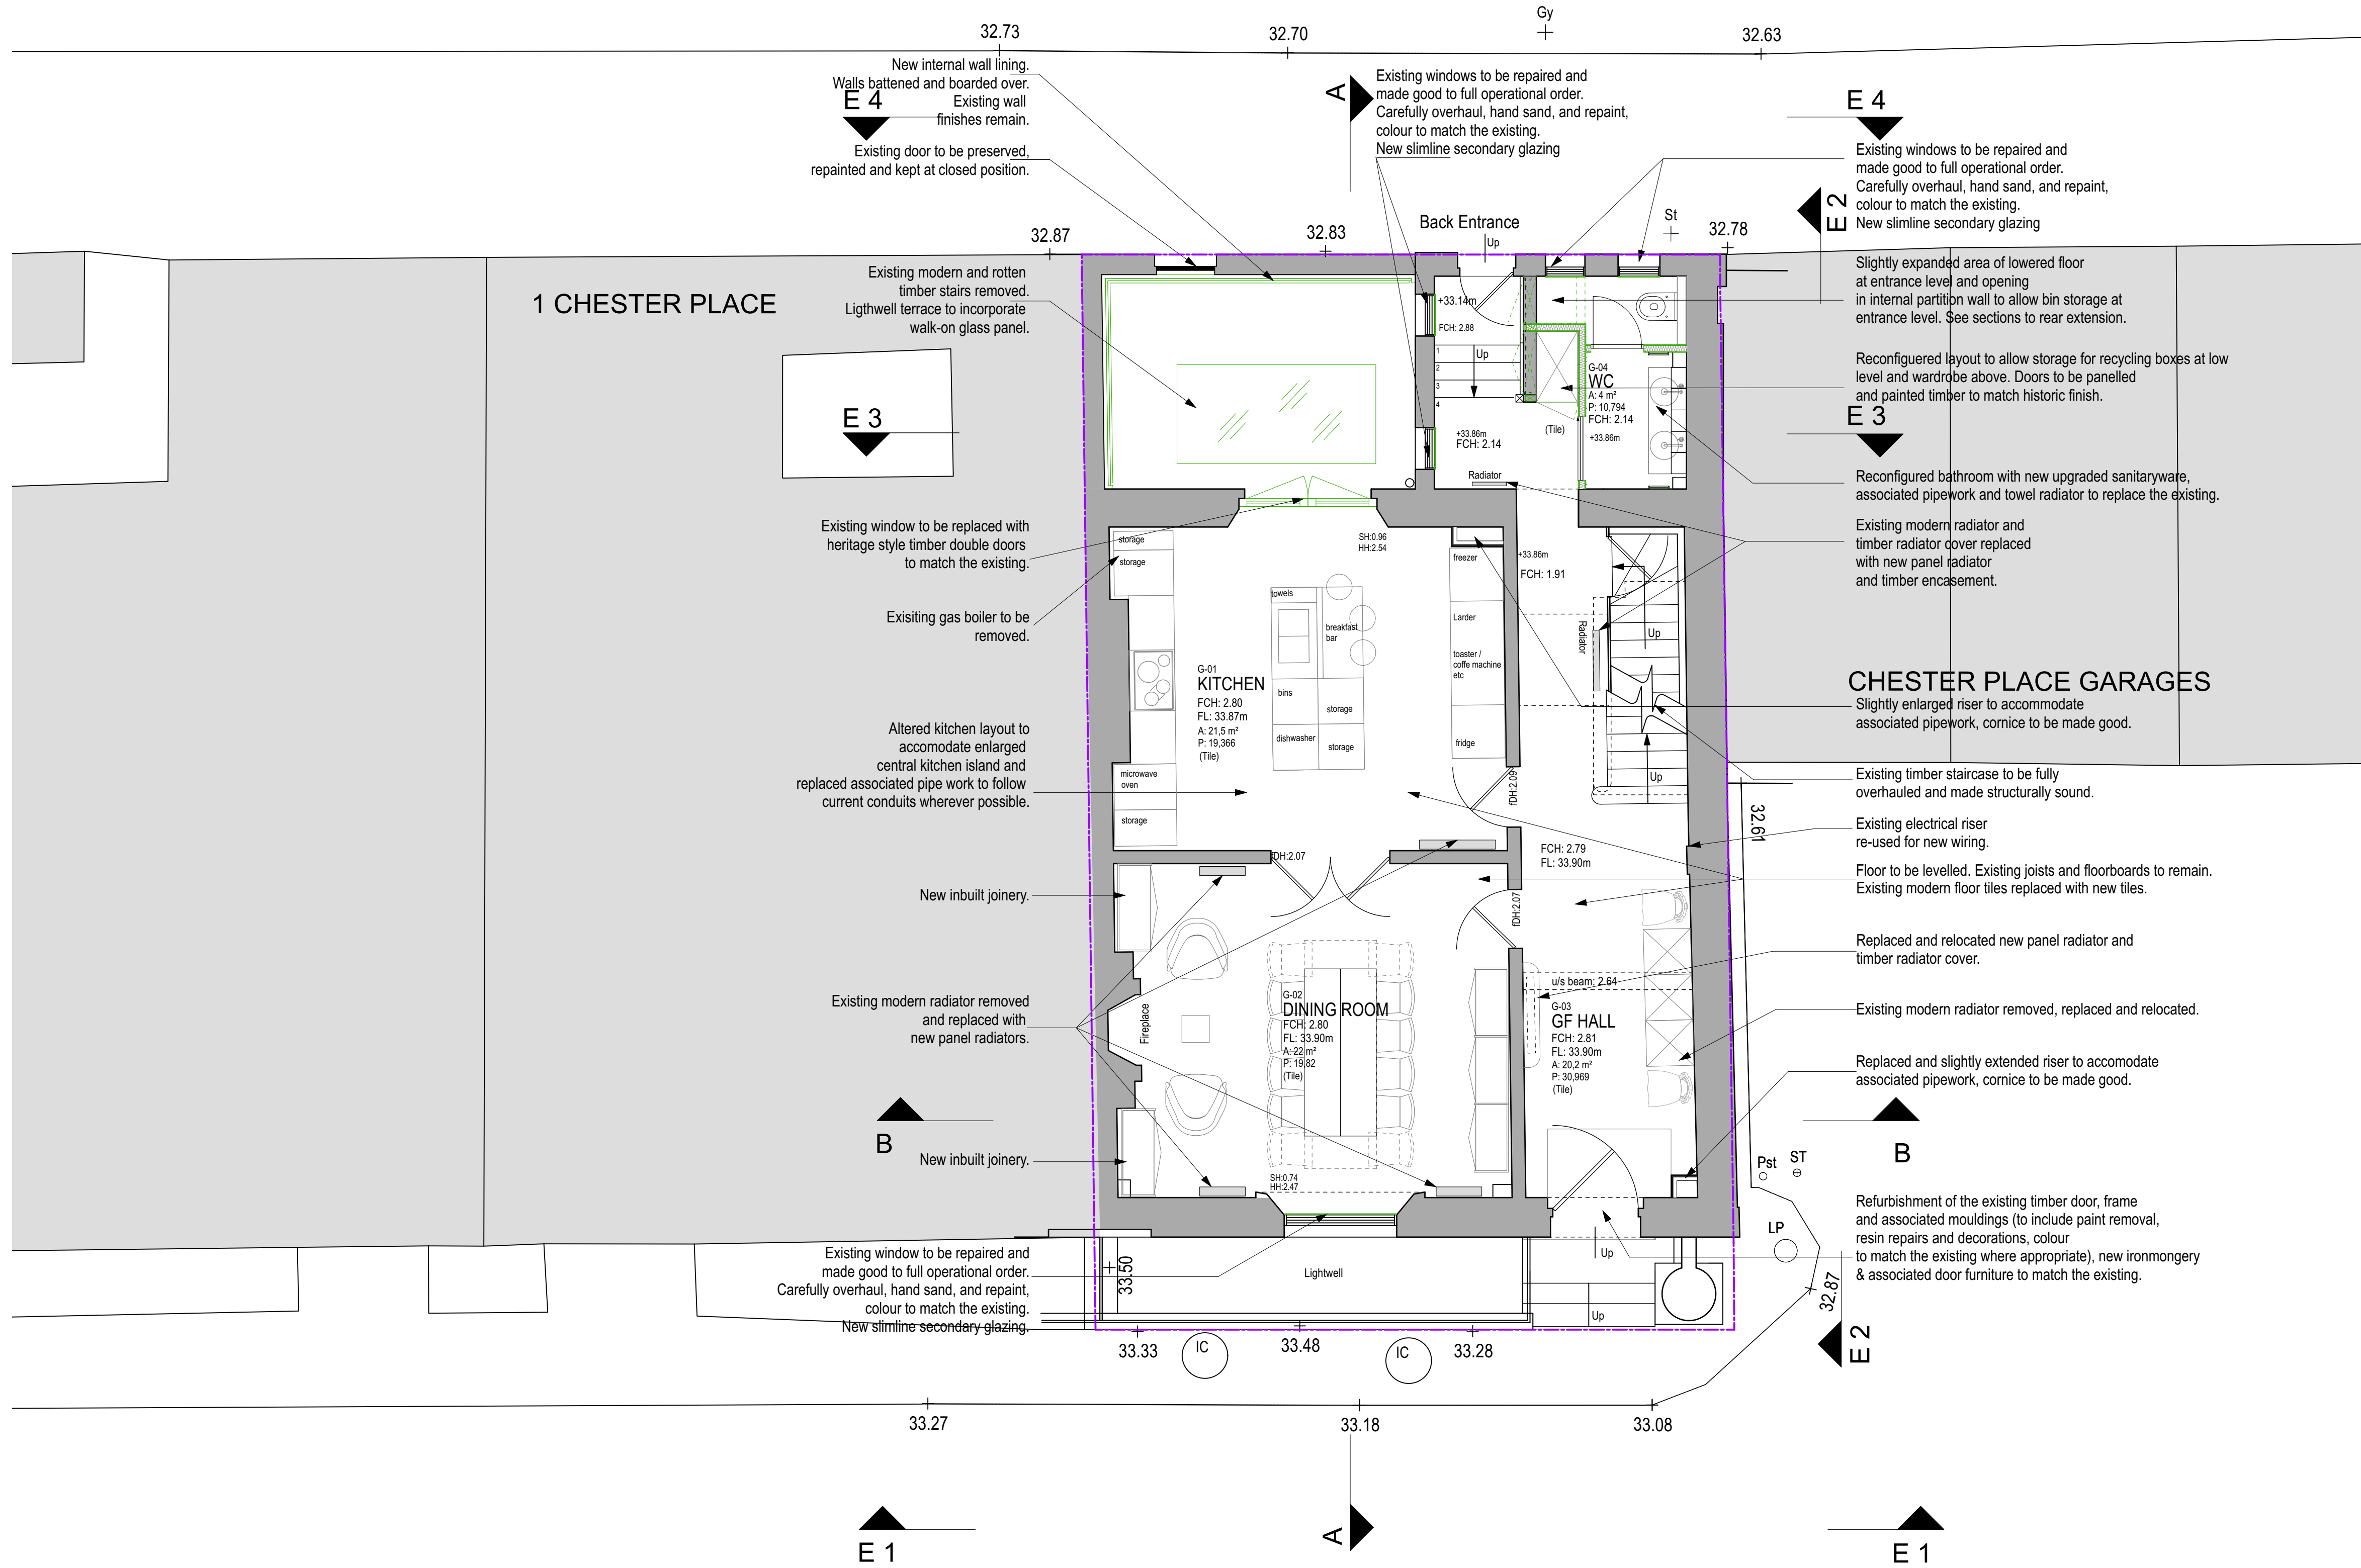 Gy
32.73
32.70
32.63
New internal wall lining.
Walls battened and boarded over.
Existing wall
finishes remain.
E 4
Existing door to be preserved,
repainted and kept at closed position.
A
Existing windows to be repaired and
made good to full operational order.
Carefully overhaul, hand sand, and repaint,
colour to match the existing.
New slimline secondary glazing
E 4
Existing windows to be repaired and
made good to full operational order.
Carefully overhaul, hand sand, and repaint,
colour to match the existing.
New slimline secondary glazing
E 2
St
Back Entrance
Up
32.87
32.83
32.78
1 CHESTER PLACE
Existing modern and rotten
timber stairs removed.
Ligthwell terrace to incorporate
walk-on glass panel.
Slightly expanded area of lowered floor
at entrance level and opening
in internal partition wall to allow bin storage at
entrance level. See sections to rear extension.
+33.14m
FCH: 2.88
1
2
3
4
Up
G-04
WC
A: 4 m²
P: 10,794
FCH: 2.14
+33.86m
(Tile)
+33.86m
FCH: 2.14
Radiator
Reconfiguered layout to allow storage for recycling boxes at low
level and wardrobe above. Doors to be panelled
and painted timber to match historic finish.
E 3
E 3
Reconfigured bathroom with new upgraded sanitaryware,
associated pipework and towel radiator to replace the existing.
Existing window to be replaced with
heritage style timber double doors
to match the existing.
Existing modern radiator and
timber radiator cover replaced
with new panel radiator
and timber encasement.
Exisiting gas boiler to be
removed.
storage
storage
SH:0.96
HH:2.54
freezer
+33.86m
FCH: 1.91
towels
breakfast
bar
Larder
toaster /
coffe machine
etc
Radiator
Up
G-01
KITCHEN
FCH: 2.80
FL: 33.87m
A: 21,5 m²
P: 19,366
(Tile)
bins
storage
dishwasher
storage
fridge
CHESTER PLACE GARAGES
Slightly enlarged riser to accommodate
associated pipework, cornice to be made good.
Altered kitchen layout to
accomodate enlarged
central kitchen island and
replaced associated pipe work to follow
current conduits wherever possible.
microwave
oven
storage
fDH:2.09
Up
Existing timber staircase to be fully
overhauled and made structurally sound.
32.61
Existing electrical riser
re-used for new wiring.
fDH:2.07
FCH: 2.79
FL: 33.90m
Floor to be levelled. Existing joists and floorboards to remain.
Existing modern floor tiles replaced with new tiles.
New inbuilt joinery.
fDH:2.07
Replaced and relocated new panel radiator and
timber radiator cover.
u/s beam: 2.64
Existing modern radiator removed
and replaced with
new panel radiators.
Fireplace
G-02
DINING ROOM
FCH: 2.80
FL: 33.90m
A: 22 m²
P: 19,82
(Tile)
G-03
GF HALL
FCH: 2.81
FL: 33.90m
A: 20,2 m²
P: 30,969
(Tile)
Existing modern radiator removed, replaced and relocated.
Replaced and slightly extended riser to accomodate
associated pipework, cornice to be made good.
B
B
New inbuilt joinery.
SH:0.74
HH:2.47
Pst
ST
LP
Refurbishment of the existing timber door, frame
and associated mouldings (to include paint removal,
resin repairs and decorations, colour
to match the existing where appropriate), new ironmongery
& associated door furniture to match the existing.
Existing window to be repaired and
made good to full operational order.
Carefully overhaul, hand sand, and repaint,
colour to match the existing.
New slimline secondary glazing.
33.50
Lightwell
Up
Up
32.87
E 2
33.33
IC
33.48
IC
33.28
33.27
33.18
33.08
A
E 1
E 1